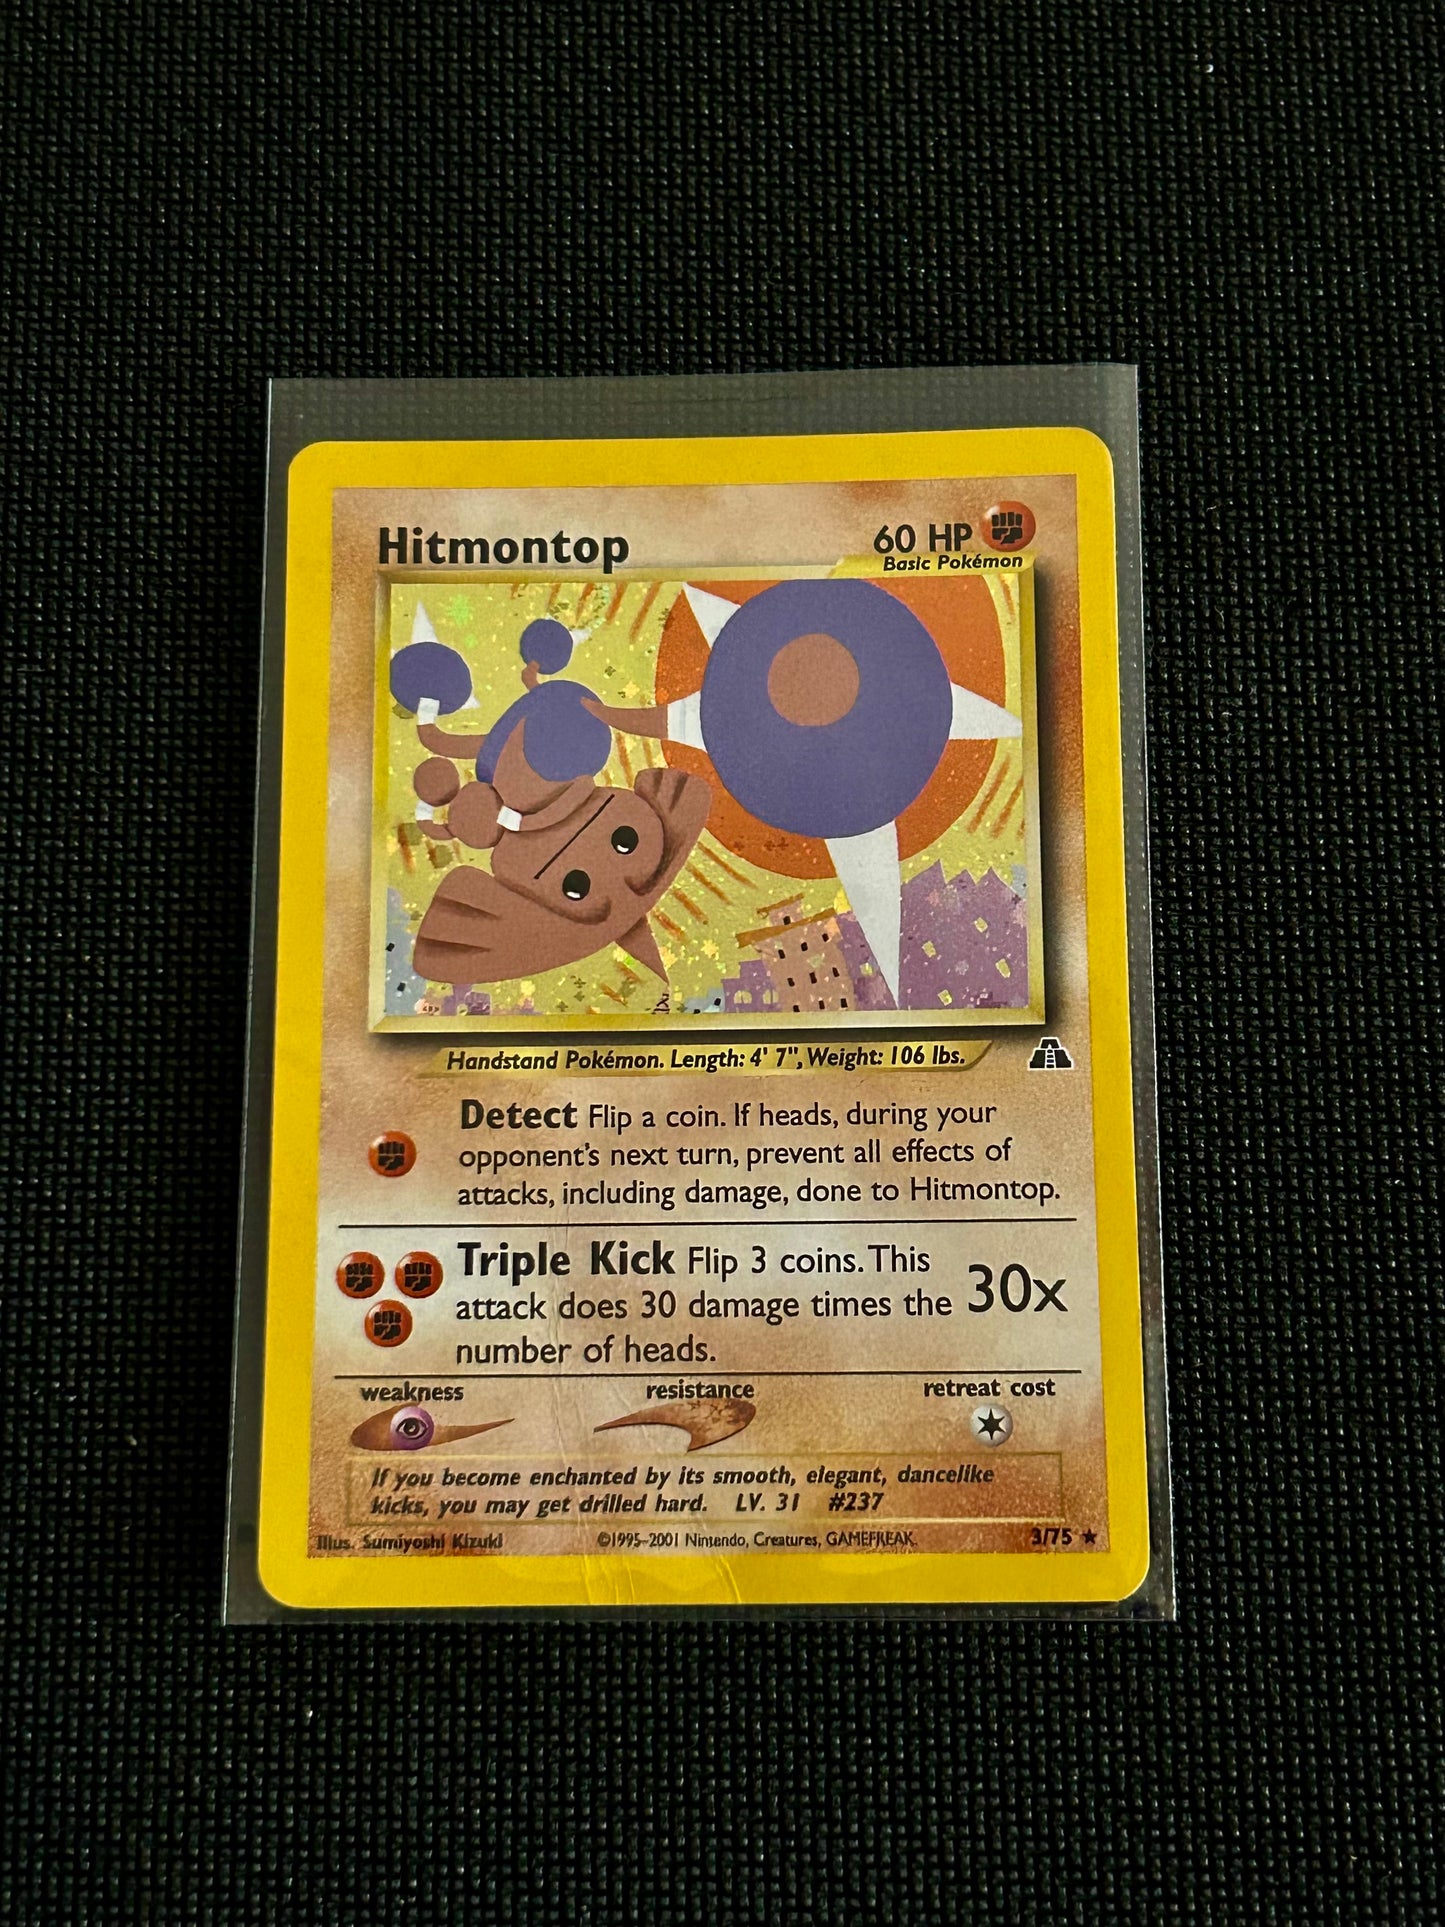 Hitmontop 60 HP
Basic Pokémon
Handstand Pokémon. Length: 4' 7", Weight: 106 lbs.
Detect Flip a coin. If heads, during your
opponent's next turn, prevent all effects of
attacks, including damage, done to Hitmontop.
Triple Kick Flip 3 coins. This
attack does 30 damage times the 30x
number of heads.
weakness resistance retreat cost
If you become enchanted by its smooth, elegant, dancelike
kicks, you may get drilled hard. LV. 31 #237
Illus. Sumiyoshi Kizuki ©1995-2001 Nintendo, Creatures, GAMEFREAK. 3/75 ★